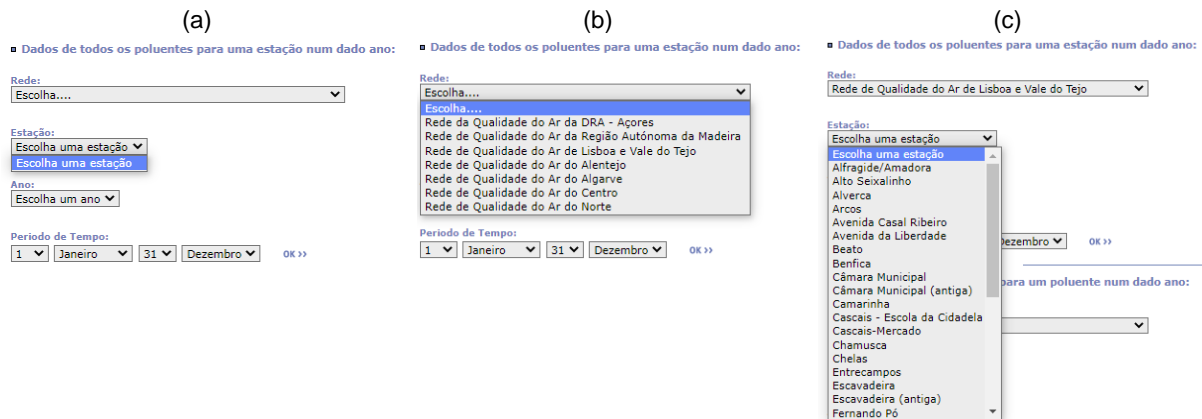 (a)
Dados de todos os poluentes para uma estação num dado ano:
Rede:
Escolha....
Estação:
Escolha uma estação
Escolha uma estação
Ano:
Escolha um ano
Periodo de Tempo:
1 Janeiro 31 Dezembro OK >>
(b)
Dados de todos os poluentes para uma estação num dado ano:
Rede:
Escolha....
Escolha....
Rede da Qualidade do Ar da DRA - Açores
Rede de Qualidade do Ar da Região Autónoma da Madeira
Rede de Qualidade do Ar de Lisboa e Vale do Tejo
Rede de Qualidade do Ar do Alentejo
Rede de Qualidade do Ar do Algarve
Rede de Qualidade do Ar do Centro
Rede de Qualidade do Ar do Norte
Periodo de Tempo:
1 Janeiro 31 Dezembro OK >>
(c)
Dados de todos os poluentes para uma estação num dado ano:
Rede:
Rede de Qualidade do Ar de Lisboa e Vale do Tejo
Estação:
Escolha uma estação
Escolha uma estação
Alfragide/Amadora
Alto Seixalinho
Alverca
Arcos
Avenida Casal Ribeiro
Avenida da Liberdade
Beato
Benfica
Câmara Municipal
Câmara Municipal (antiga)
Camarinha
Cascais - Escola da Cidadela
Cascais-Mercado
Chamusca
Chelas
Entrecampos
Escavadeira
Escavadeira (antiga)
Fernando Pó
Dezembro OK >>
para um poluente num dado ano: